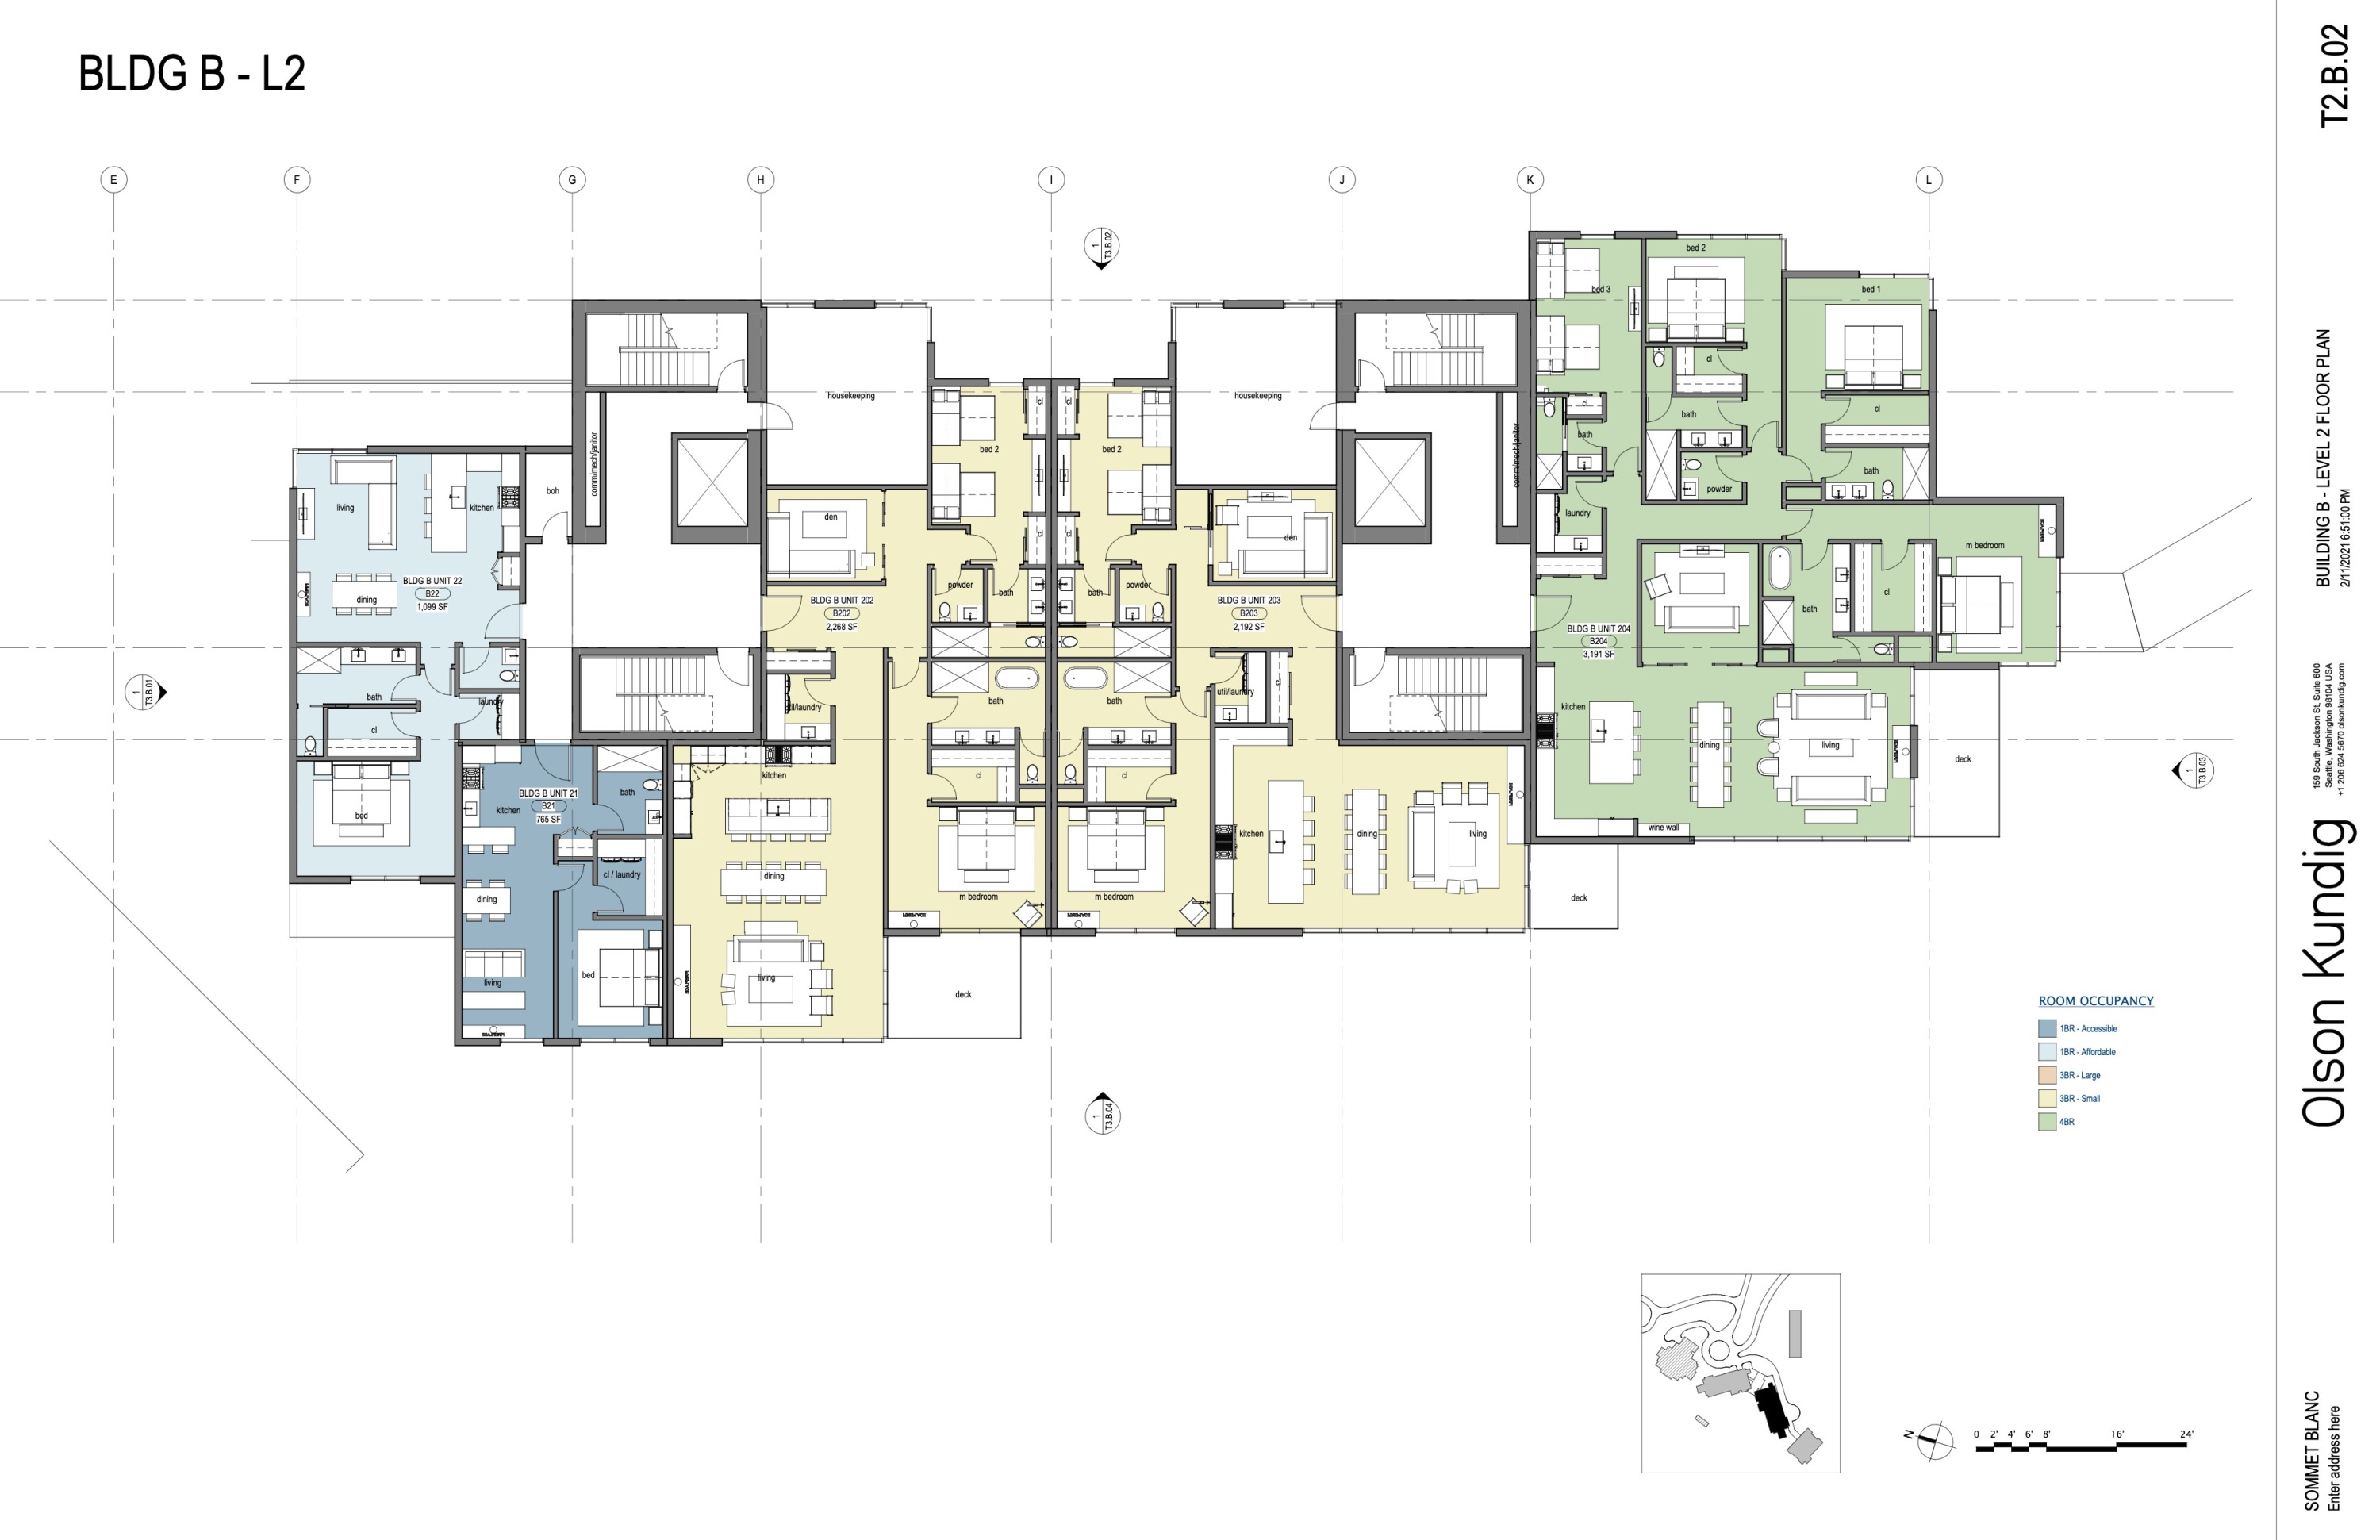 BLDG B - L2
T2.B.02
BUILDING B - LEVEL 2 FLOOR PLAN
2/11/2021 6:51:00 PM
159 South Jackson St, Suite 600
Seattle, Washington 98104 USA
+1 206 624 5670 olsonkundig.com
Olson Kundig
SOMMET BLANC
Enter address here
E
F
G
H
I
J
K
L
1
T3.B.02
1
T3.B.01
1
T3.B.03
1
T3.B.04
living
kitchen
dining
BLDG B UNIT 22
B22
1,099 SF
bath
cl
laundry
bed
boh
comm/mech/janitor
BLDG B UNIT 21
B21
765 SF
kitchen
bath
cl / laundry
dining
living
bed
housekeeping
den
bed 2
cl
cl
BLDG B UNIT 202
B202
2,268 SF
powder
bath
util/laundry
bath
cl
kitchen
dining
living
m bedroom
deck
housekeeping
bed 2
cl
cl
den
BLDG B UNIT 203
B203
2,192 SF
powder
bath
util/laundry
cl
bath
cl
m bedroom
kitchen
dining
living
deck
comm/mech/janitor
bed 3
bed 2
bed 1
cl
cl
cl
bath
bath
bath
powder
laundry
m bedroom
BLDG B UNIT 204
B204
3,191 SF
bath
cl
kitchen
dining
living
wine wall
deck
ROOM OCCUPANCY
1BR - Accessible
1BR - Affordable
3BR - Large
3BR - Small
4BR
N
0 2' 4' 6' 8' 16' 24'